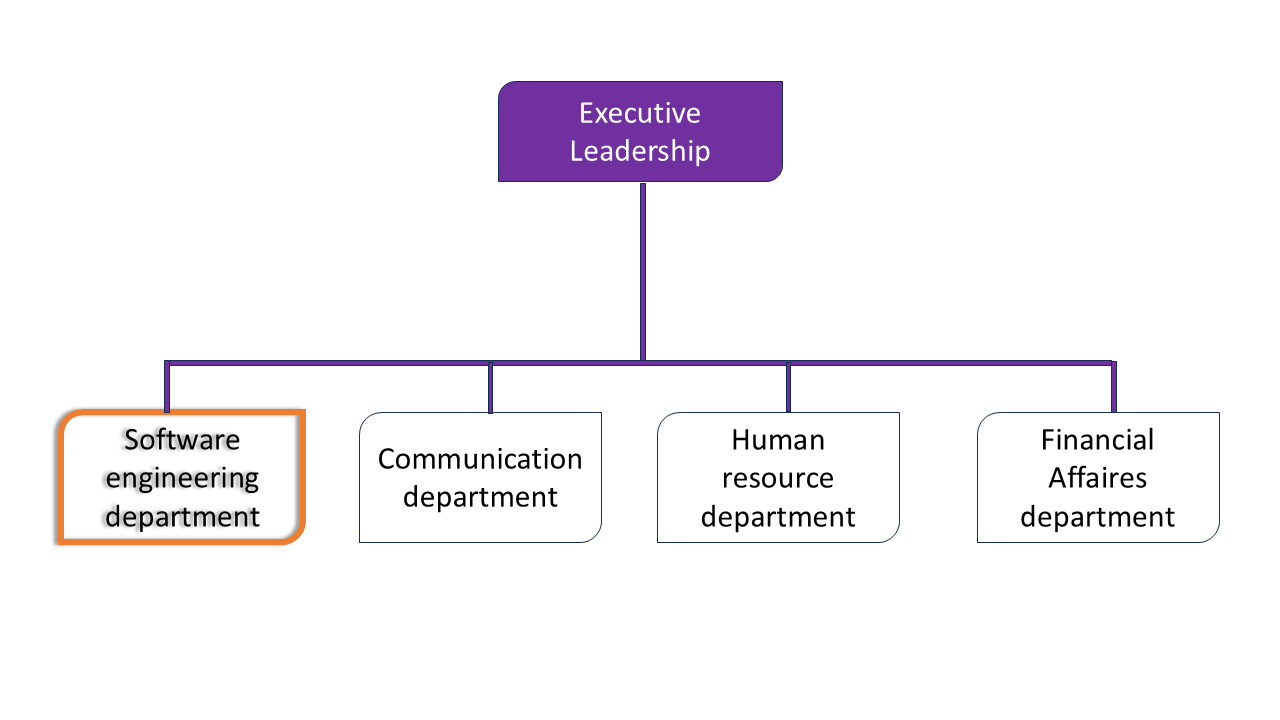 Executive
Leadership
Software
engineering
department
Communication
department
Human
resource
department
Financial
Affaires
department